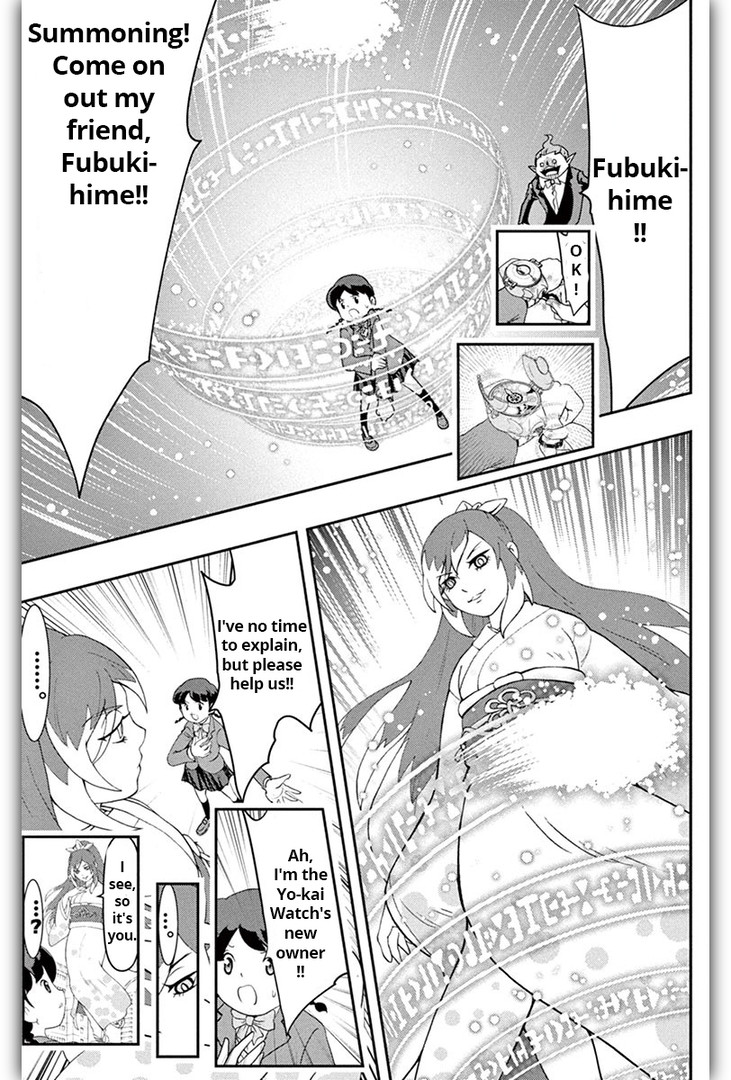 Fubuki-
hime
!!
O
K
!
Summoning!
Come on
out my
friend,
Fubuki-
hime!!
I've no time
to explain,
but please
help us!!
Ah,
I'm the
Yo-kai
Watch's
new
owner
!!
I
see,
so
it's
you.
?